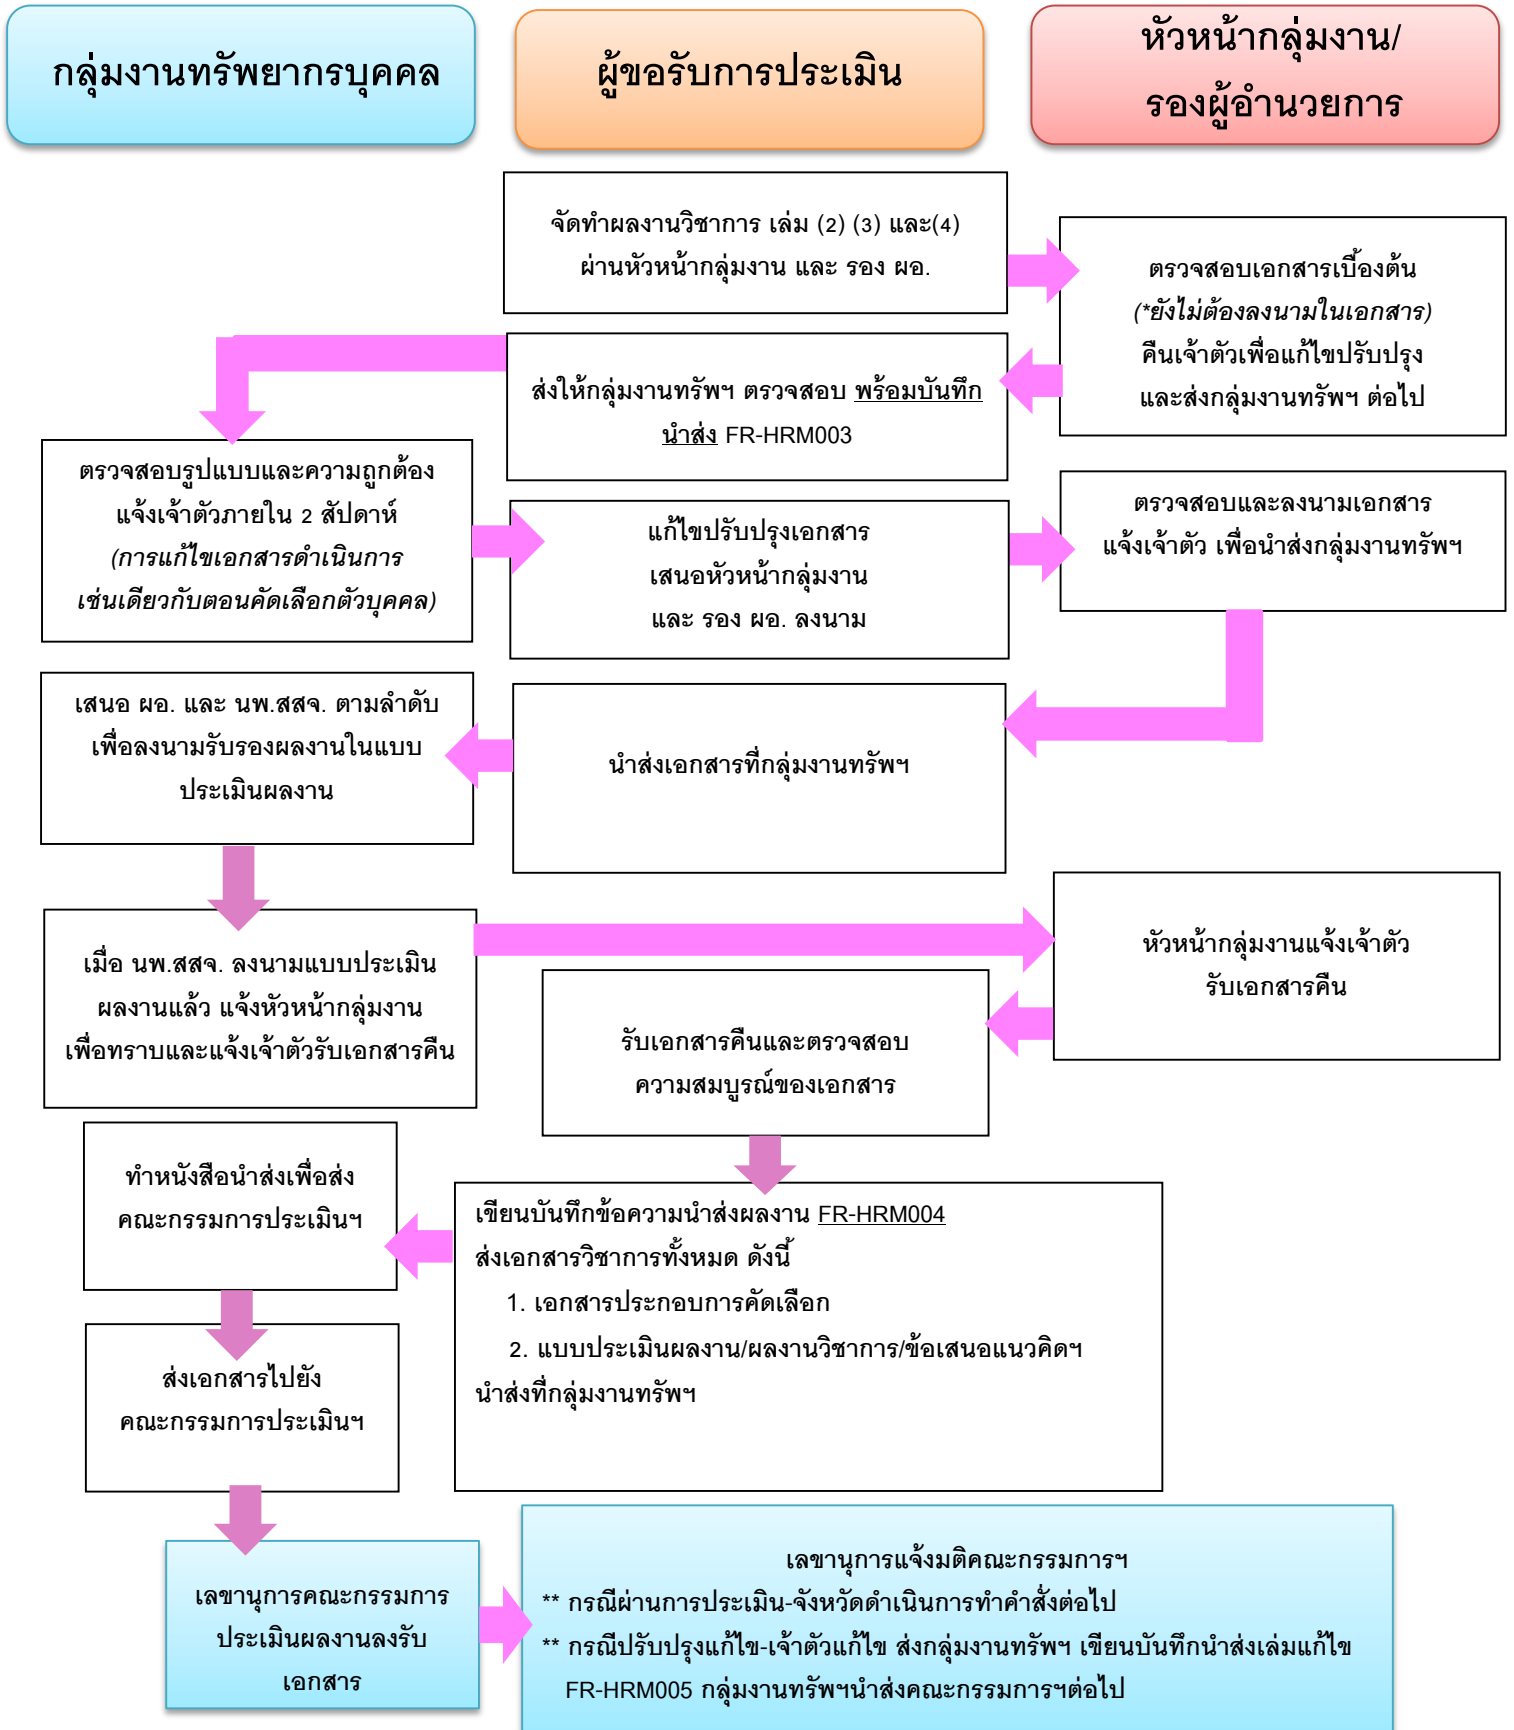 กลุ่มงานทรัพยากรบุคคล
ผู้ขอรับการประเมิน
หัวหน้ากลุ่มงาน/
รองผู้อำนวยการ
จัดทำผลงานวิชาการ เล่ม (2) (3) และ(4)
ผ่านหัวหน้ากลุ่มงาน และ รอง ผอ.
ตรวจสอบเอกสารเบื้องต้น
(*ยังไม่ต้องลงนามในเอกสาร)
คืนเจ้าตัวเพื่อแก้ไขปรับปรุง
และส่งกลุ่มงานทรัพฯ ต่อไป
ส่งให้กลุ่มงานทรัพฯ ตรวจสอบ พร้อมบันทึก
นำส่ง FR-HRM003
ตรวจสอบรูปแบบและความถูกต้อง
แจ้งเจ้าตัวภายใน 2 สัปดาห์
(การแก้ไขเอกสารดำเนินการ
เช่นเดียวกับตอนคัดเลือกตัวบุคคล)
แก้ไขปรับปรุงเอกสาร
เสนอหัวหน้ากลุ่มงาน
และ รอง ผอ. ลงนาม
ตรวจสอบและลงนามเอกสาร
แจ้งเจ้าตัว เพื่อนำส่งกลุ่มงานทรัพฯ
นำส่งเอกสารที่กลุ่มงานทรัพฯ
เสนอ ผอ. และ นพ.สสจ. ตามลำดับ
เพื่อลงนามรับรองผลงานในแบบ
ประเมินผลงาน
เมื่อ นพ.สสจ. ลงนามแบบประเมิน
ผลงานแล้ว แจ้งหัวหน้ากลุ่มงาน
เพื่อทราบและแจ้งเจ้าตัวรับเอกสารคืน
หัวหน้ากลุ่มงานแจ้งเจ้าตัว
รับเอกสารคืน
รับเอกสารคืนและตรวจสอบ
ความสมบูรณ์ของเอกสาร
เขียนบันทึกข้อความนำส่งผลงาน FR-HRM004
ส่งเอกสารวิชาการทั้งหมด ดังนี้
1. เอกสารประกอบการคัดเลือก
2. แบบประเมินผลงาน/ผลงานวิชาการ/ข้อเสนอแนวคิดฯ
นำส่งที่กลุ่มงานทรัพฯ
ทำหนังสือนำส่งเพื่อส่ง
คณะกรรมการประเมินฯ
ส่งเอกสารไปยัง
คณะกรรมการประเมินฯ
เลขานุการคณะกรรมการ
ประเมินผลงานลงรับ
เอกสาร
เลขานุการแจ้งมติคณะกรรมการฯ
** กรณีผ่านการประเมิน-จังหวัดดำเนินการทำคำสั่งต่อไป
** กรณีปรับปรุงแก้ไข-เจ้าตัวแก้ไข ส่งกลุ่มงานทรัพฯ เขียนบันทึกนำส่งเล่มแก้ไข
FR-HRM005 กลุ่มงานทรัพฯนำส่งคณะกรรมการฯต่อไป